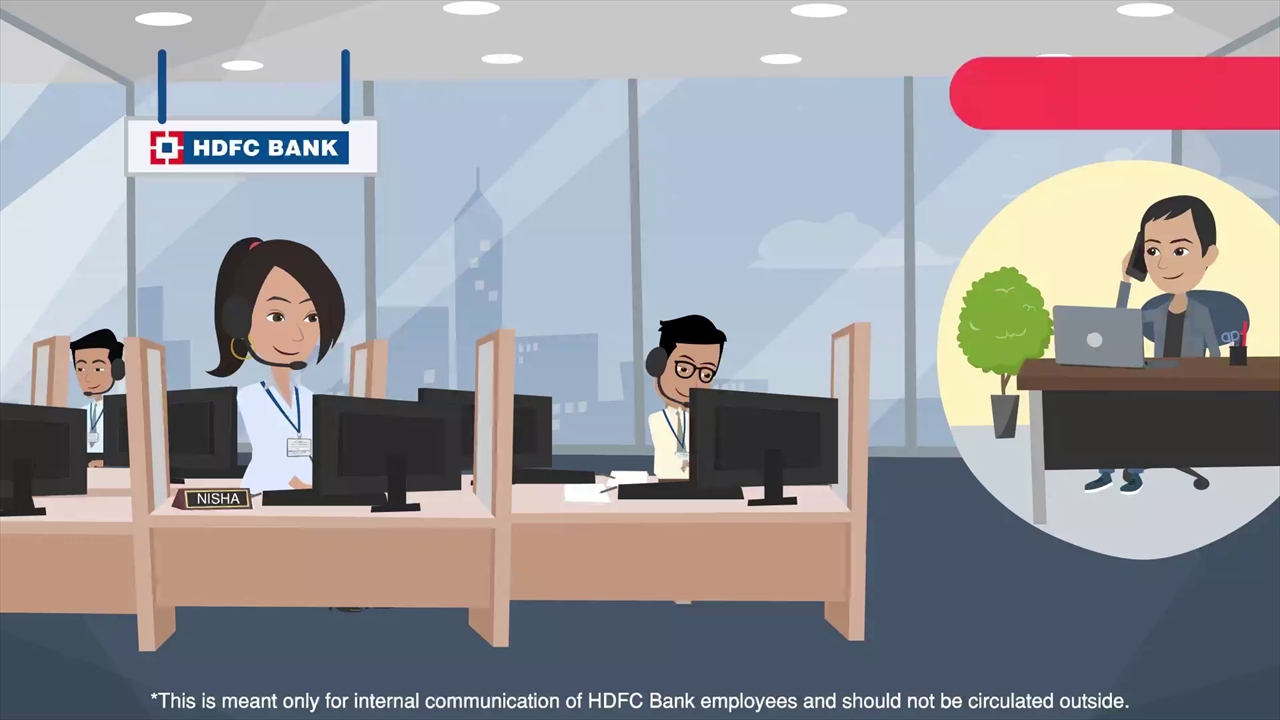 HDFC BANK
NISHA
*This is meant only for internal communication of HDFC Bank employees and should not be circulated outside.